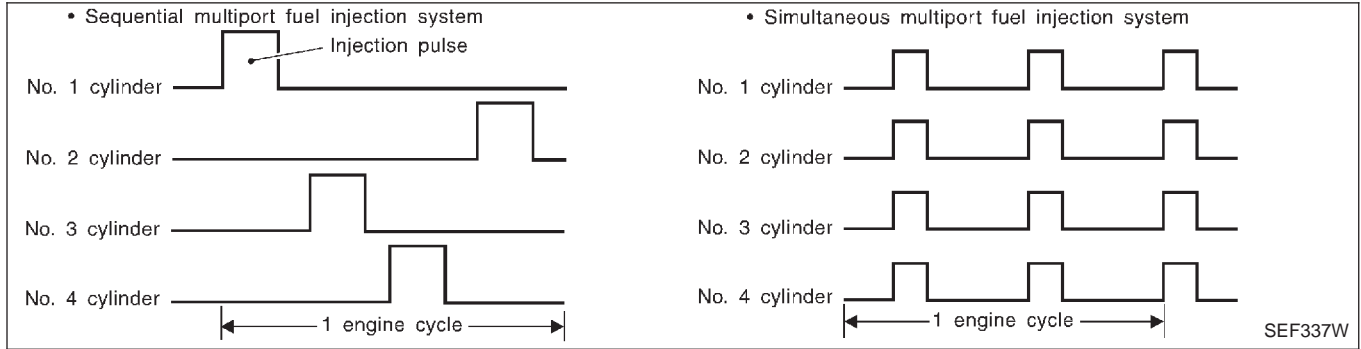 • Sequential multiport fuel injection system
Injection pulse
No. 1 cylinder
No. 2 cylinder
No. 3 cylinder
No. 4 cylinder
1 engine cycle
• Simultaneous multiport fuel injection system
No. 1 cylinder
No. 2 cylinder
No. 3 cylinder
No. 4 cylinder
1 engine cycle
SEF337W